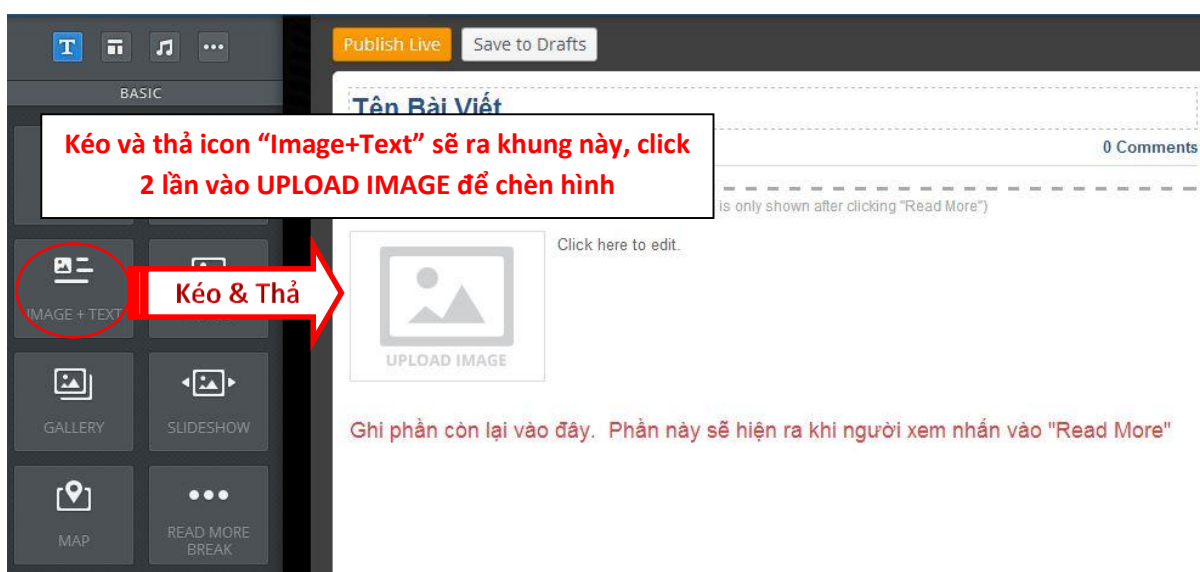 Publish Live
Save to Drafts
BASIC
Tên Bài Viết
Kéo và thả icon “Image+Text” sẽ ra khung này, click
2 lần vào UPLOAD IMAGE để chèn hình
0 Comments
is only shown after clicking "Read More")
Click here to edit.
IMAGE + TEXT
Kéo & Thả
UPLOAD IMAGE
GALLERY
SLIDESHOW
Ghi phần còn lại vào đây. Phần này sẽ hiện ra khi người xem nhấn vào "Read More"
MAP
READ MORE
BREAK